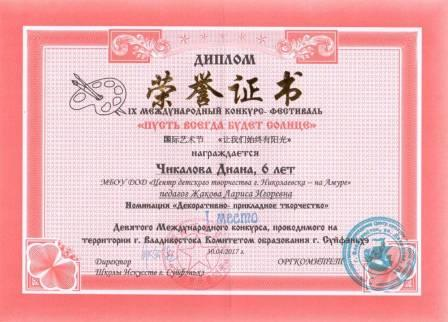 ДИПЛОМ
荣誉证书
IX МЕЖДУНАРОДНЫЙ КОНКУРС- ФЕСТИВАЛЬ
«ПУСТЬ ВСЕГДА БУДЕТ СОЛНЦЕ»
国际艺术节 《让我们始终有阳光》
НАГРАЖДАЕТСЯ
Чикалова Диана, 6 лет
МБОУ ДОД «Центр детского творчества г. Николаевска – на Амуре»
педагог Жакова Лариса Игоревна
Номинация «Декоративно- прикладное творчество»
I место
Девятого Международного конкурса, проводимого на
территории г. Владивостока Комитетом образования г. Суйфэньхэ
30.04.2017 г.
Директор ОРГКОМИТЕТ
Школы Искусств г. Суйфэньхэ